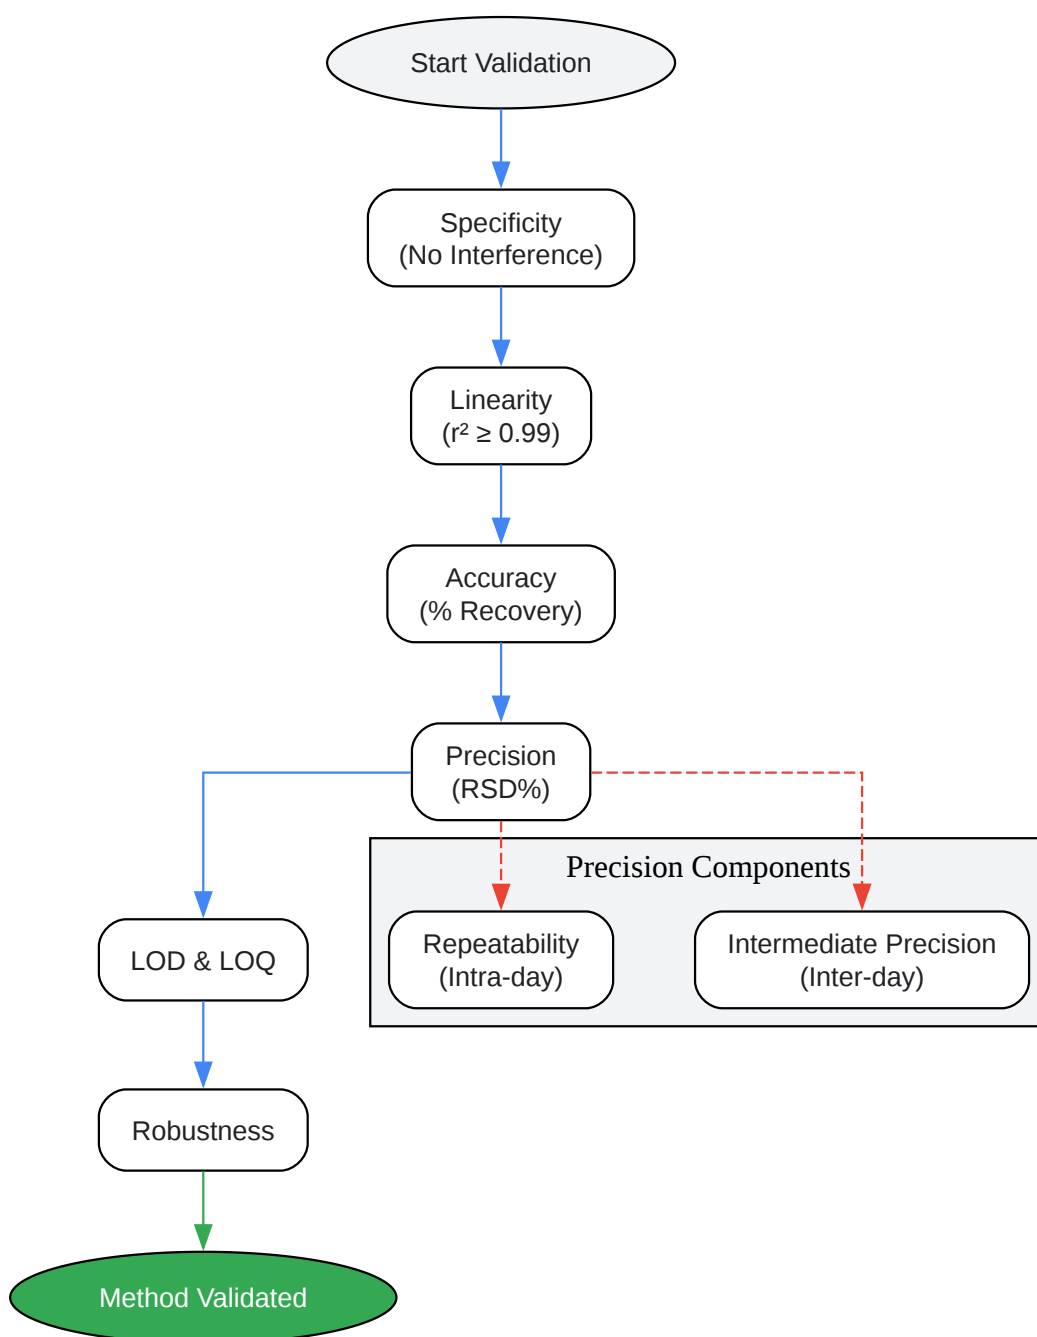 Start Validation
Specificity
(No Interference)
Linearity
(r² ≥ 0.99)
Accuracy
(% Recovery)
Precision
(RSD%)
Precision Components
Repeatability
(Intra-day)
Intermediate Precision
(Inter-day)
LOD & LOQ
Robustness
Method Validated